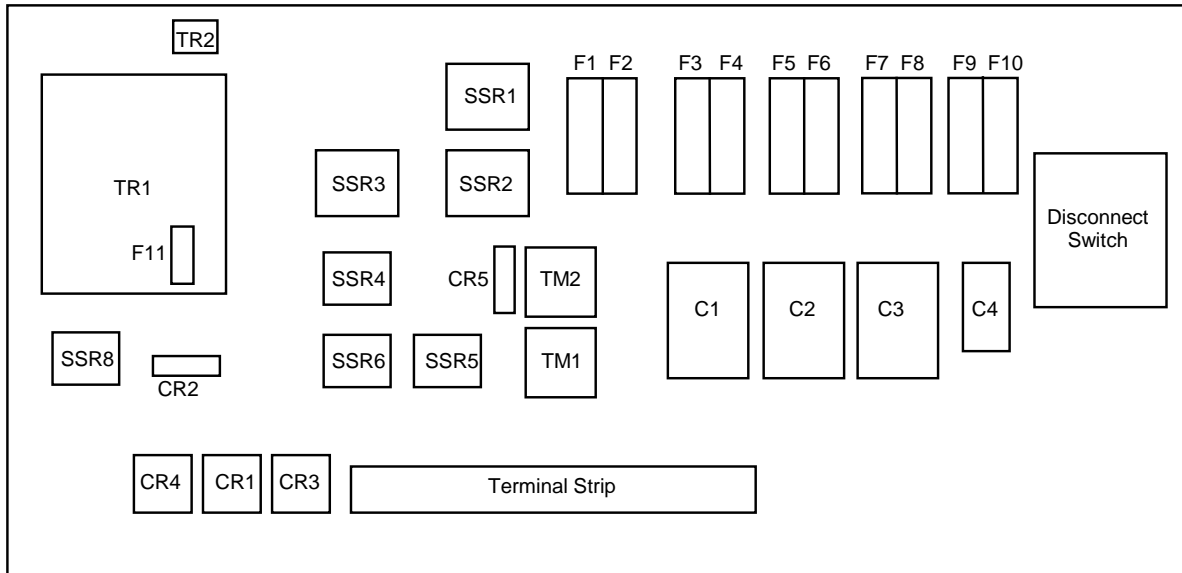 TR2
F1 F2 F3 F4 F5 F6 F7 F8 F9 F10
SSR1
SSR3
SSR2
TR1
Disconnect
Switch
F11
SSR4
CR5
TM2
C1
C2
C3
C4
SSR8
CR2
SSR6
SSR5
TM1
CR4
CR1
CR3
Terminal Strip